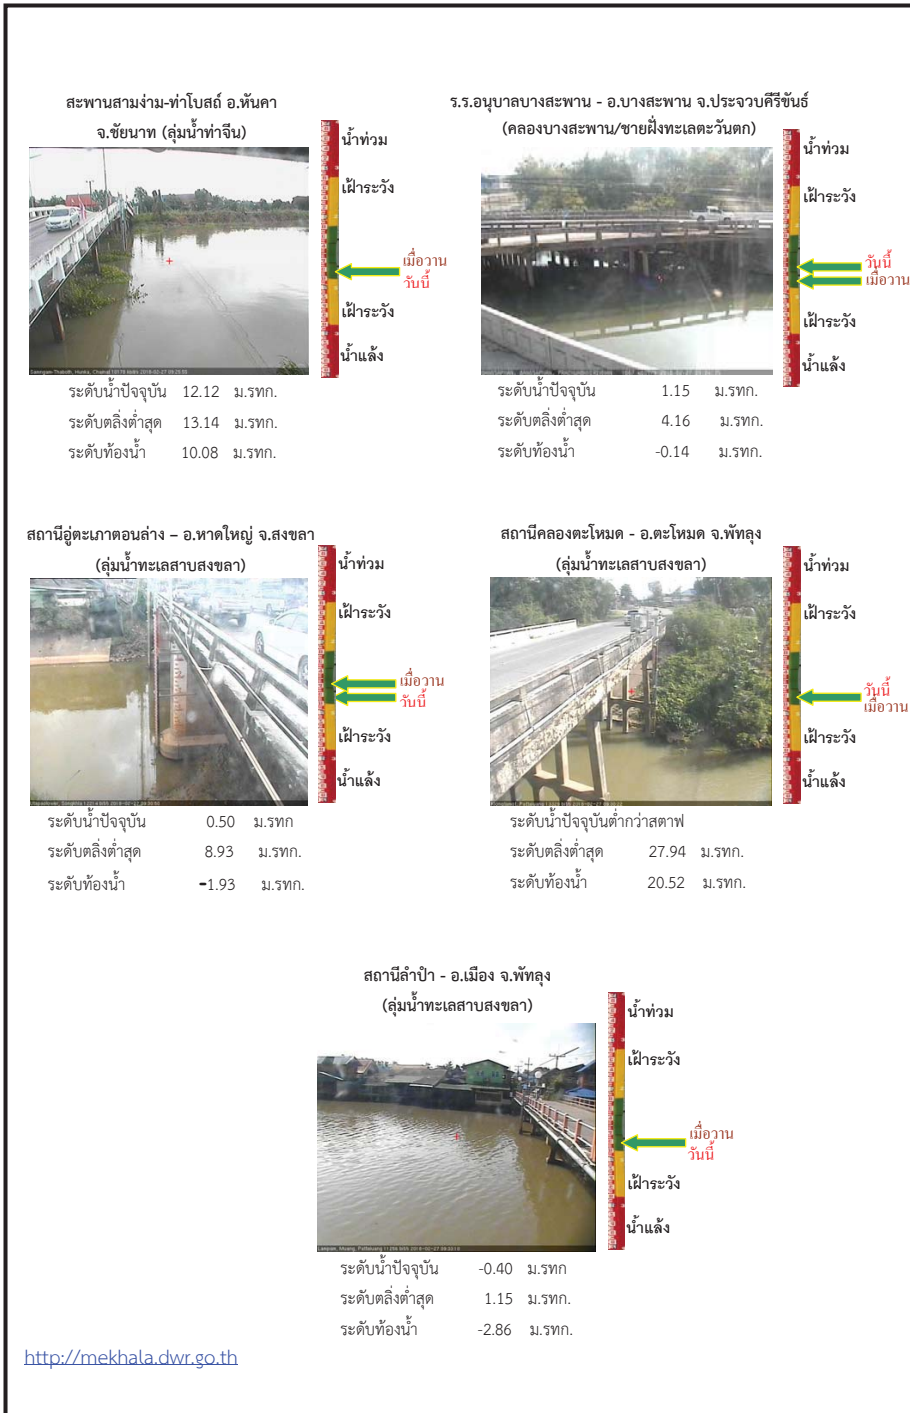 สะพานสามง่าม-ท่าโบสถ์ อ.หันคา
จ.ชัยนาท (ลุ่มน้ำท่าจีน)
น้ำท่วม
เฝ้าระวัง
เมื่อวาน
วันนี้
เฝ้าระวัง
น้ำแล้ง
ระดับน้ำปัจจุบัน 12.12 ม.รทก.
ระดับตลิ่งต่ำสุด 13.14 ม.รทก.
ระดับท้องน้ำ 10.08 ม.รทก.
ร.ร.อนุบาลบางสะพาน - อ.บางสะพาน จ.ประจวบคีรีขันธ์
(คลองบางสะพาน/ชายฝั่งทะเลตะวันตก)
น้ำท่วม
เฝ้าระวัง
วันนี้
เมื่อวาน
เฝ้าระวัง
น้ำแล้ง
ระดับน้ำปัจจุบัน 1.15 ม.รทก.
ระดับตลิ่งต่ำสุด 4.16 ม.รทก.
ระดับท้องน้ำ -0.14 ม.รทก.
สถานีอู่ตะเภาตอนล่าง – อ.หาดใหญ่ จ.สงขลา
(ลุ่มน้ำทะเลสาบสงขลา)
น้ำท่วม
เฝ้าระวัง
เมื่อวาน
วันนี้
เฝ้าระวัง
น้ำแล้ง
ระดับน้ำปัจจุบัน 0.50 ม.รทก
ระดับตลิ่งต่ำสุด 8.93 ม.รทก.
ระดับท้องน้ำ -1.93 ม.รทก.
สถานีคลองตะโหมด - อ.ตะโหมด จ.พัทลุง
(ลุ่มน้ำทะเลสาบสงขลา)
น้ำท่วม
เฝ้าระวัง
วันนี้
เมื่อวาน
เฝ้าระวัง
น้ำแล้ง
ระดับน้ำปัจจุบันต่ำกว่าสตาฟ
ระดับตลิ่งต่ำสุด 27.94 ม.รทก.
ระดับท้องน้ำ 20.52 ม.รทก.
สถานีลำปำ - อ.เมือง จ.พัทลุง
(ลุ่มน้ำทะเลสาบสงขลา)
น้ำท่วม
เฝ้าระวัง
เมื่อวาน
วันนี้
เฝ้าระวัง
น้ำแล้ง
ระดับน้ำปัจจุบัน -0.40 ม.รทก
ระดับตลิ่งต่ำสุด 1.15 ม.รทก.
ระดับท้องน้ำ -2.86 ม.รทก.
http://mekhala.dwr.go.th